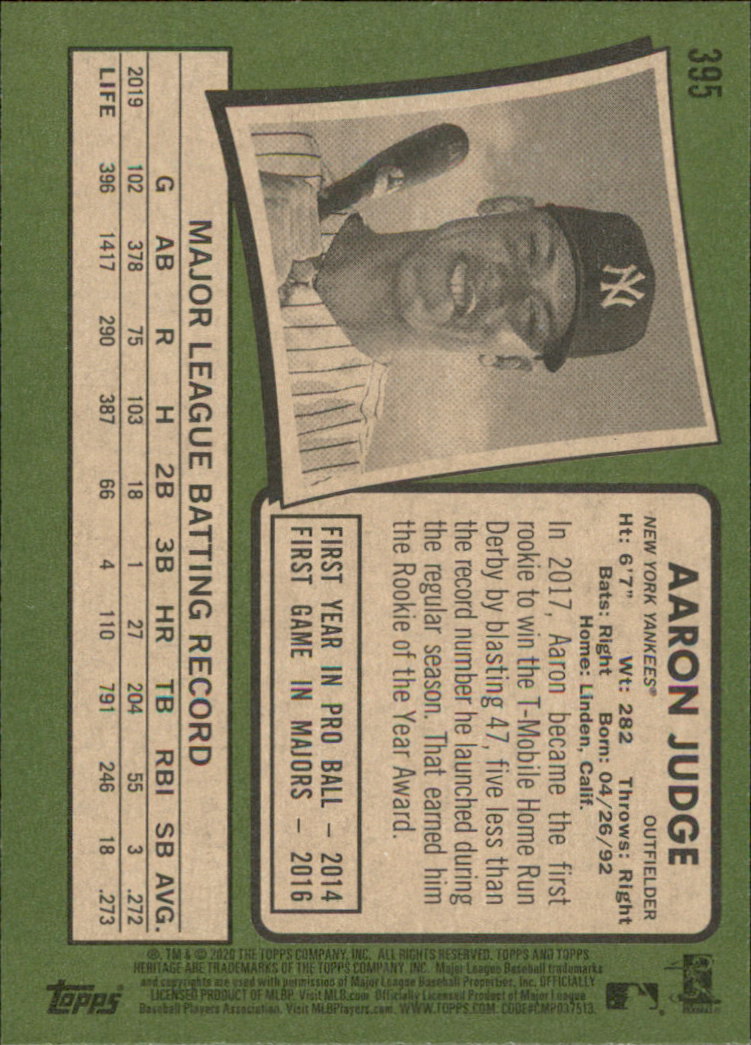 395
NY
AARON JUDGE
NEW YORK YANKEES® OUTFIELDER
Ht: 6'7" Wt: 282 Throws: Right
Bats: Right Born: 04/26/92
Home: Linden, Calif.
In 2017, Aaron became the first
rookie to win the T-Mobile Home Run
Derby by blasting 47, five less than
the record number he launched during
the regular season. That earned him
the Rookie of the Year Award.
FIRST YEAR IN PRO BALL – 2014
FIRST GAME IN MAJORS – 2016
MAJOR LEAGUE BATTING RECORD
G AB R H 2B 3B HR TB RBI SB AVG.
2019 102 378 75 103 18 1 27 204 55 3 .272
LIFE 396 1417 290 387 66 4 110 791 246 18 .273
®, TM & © 2020 THE TOPPS COMPANY, INC. ALL RIGHTS RESERVED. TOPPS AND TOPPS
HERITAGE ARE TRADEMARKS OF THE TOPPS COMPANY, INC. Major League Baseball trademarks
and copyrights are used with permission of Major League Baseball Properties, Inc. OFFICIALLY
LICENSED PRODUCT OF MLBP. Visit MLB.com Officially Licensed Product of Major League
Baseball Players Association. Visit MLBPlayers.com. WWW.TOPPS.COM. CODE#CMP037513.
Topps